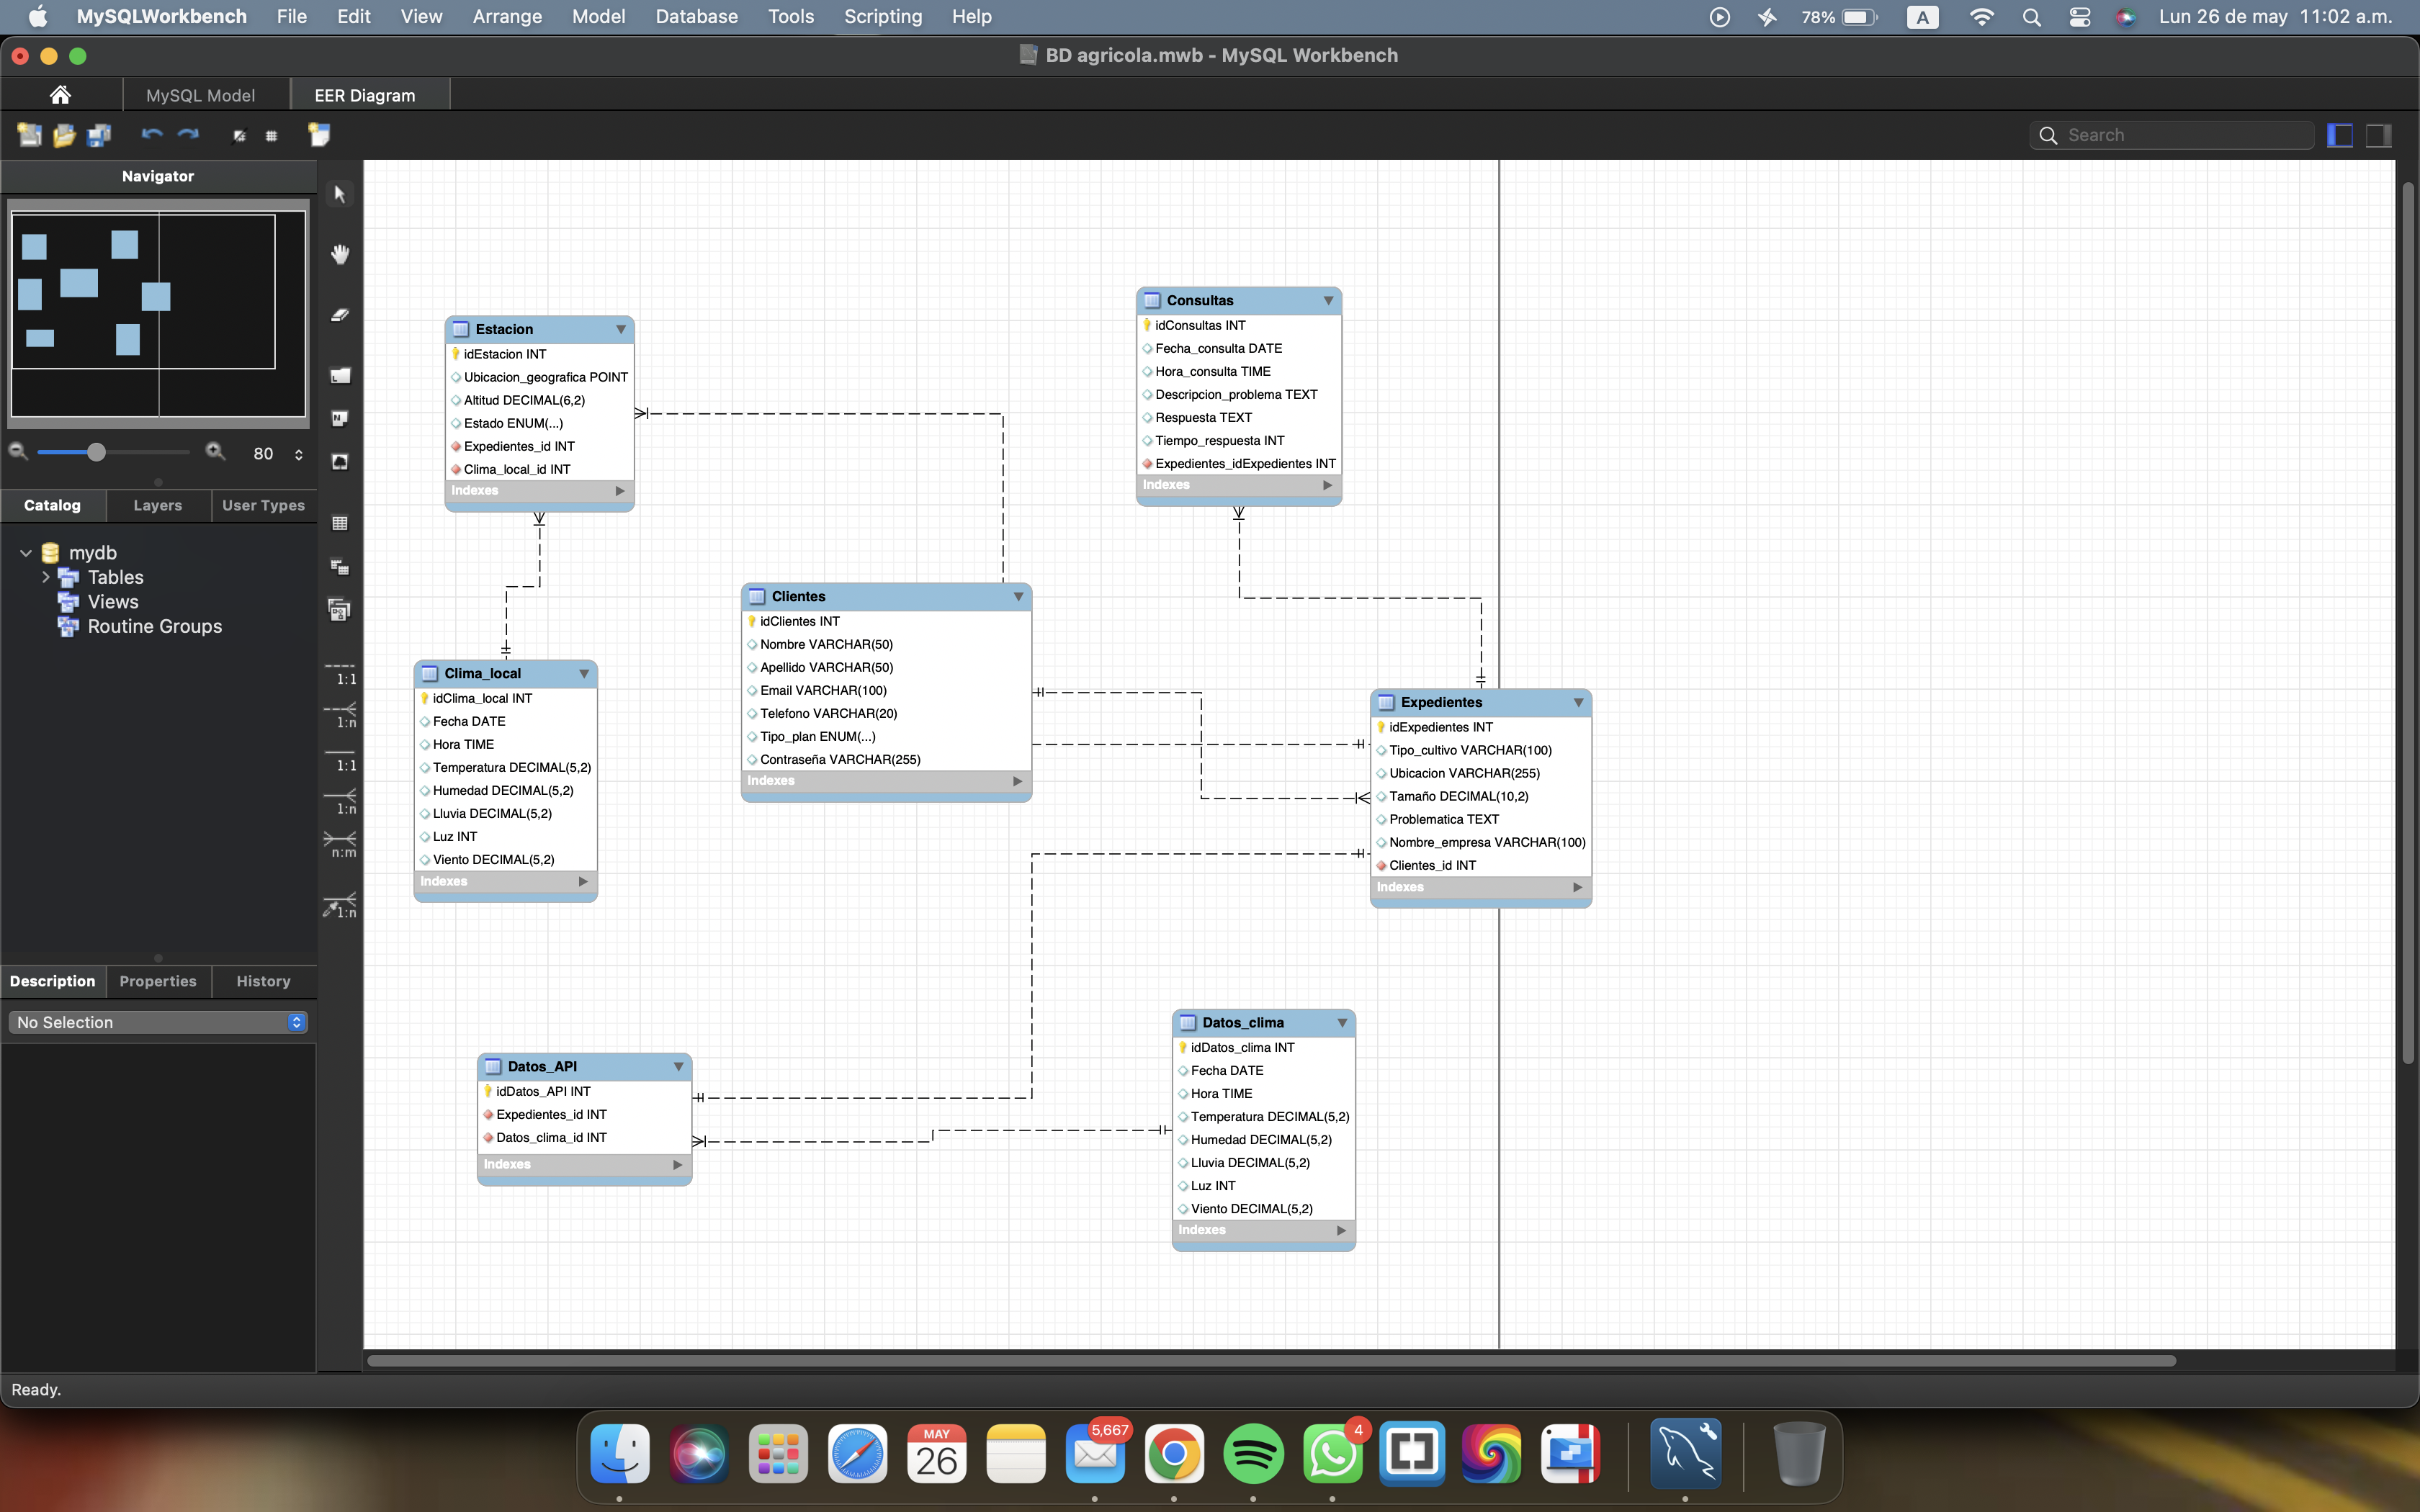 MySQLWorkbench File Edit View Arrange Model Database Tools Scripting Help 78% A Lun 26 de may 11:02 a.m.
BD agricola.mwb - MySQL Workbench
MySQL Model EER Diagram
Search
Navigator
80
Catalog Layers User Types
mydb
Tables
Views
Routine Groups
Description Properties History
No Selection
Ready.
1:1
1:n
1:1
1:n
n:m
1:n
Estacion
idEstacion INT
Ubicacion_geografica POINT
Altitud DECIMAL(6,2)
Estado ENUM(...)
Expedientes_id INT
Clima_local_id INT
Indexes
Consultas
idConsultas INT
Fecha_consulta DATE
Hora_consulta TIME
Descripcion_problema TEXT
Respuesta TEXT
Tiempo_respuesta INT
Expedientes_idExpedientes INT
Indexes
Clientes
idClientes INT
Nombre VARCHAR(50)
Apellido VARCHAR(50)
Email VARCHAR(100)
Telefono VARCHAR(20)
Tipo_plan ENUM(...)
Contraseña VARCHAR(255)
Indexes
Clima_local
idClima_local INT
Fecha DATE
Hora TIME
Temperatura DECIMAL(5,2)
Humedad DECIMAL(5,2)
Lluvia DECIMAL(5,2)
Luz INT
Viento DECIMAL(5,2)
Indexes
Expedientes
idExpedientes INT
Tipo_cultivo VARCHAR(100)
Ubicacion VARCHAR(255)
Tamaño DECIMAL(10,2)
Problematica TEXT
Nombre_empresa VARCHAR(100)
Clientes_id INT
Indexes
Datos_API
idDatos_API INT
Expedientes_id INT
Datos_clima_id INT
Indexes
Datos_clima
idDatos_clima INT
Fecha DATE
Hora TIME
Temperatura DECIMAL(5,2)
Humedad DECIMAL(5,2)
Lluvia DECIMAL(5,2)
Luz INT
Viento DECIMAL(5,2)
Indexes
MAY
26
5,667
4